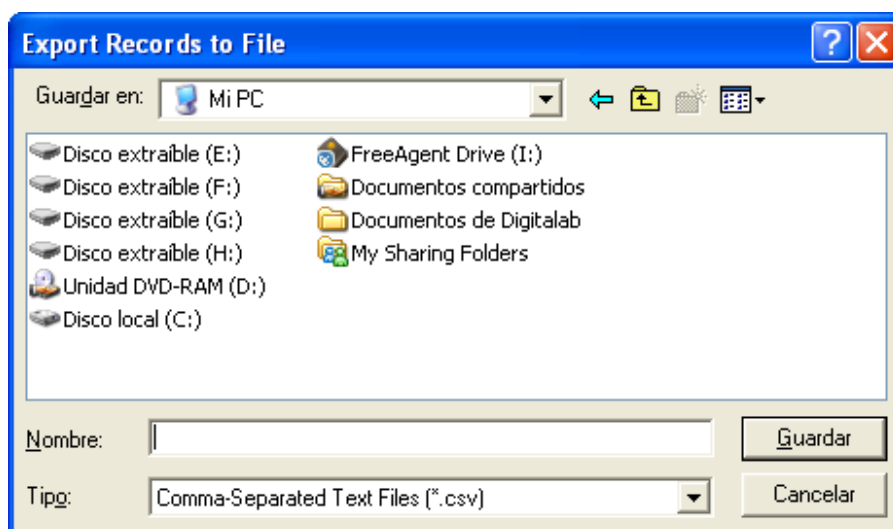 Export Records to File
Guardar en: Mi PC
Disco extraíble (E:) FreeAgent Drive (I:)
Disco extraíble (F:) Documentos compartidos
Disco extraíble (G:) Documentos de Digitalab
Disco extraíble (H:) My Sharing Folders
Unidad DVD-RAM (D:)
Disco local (C:)
Nombre: Guardar
Tipo: Comma-Separated Text Files (*.csv) Cancelar